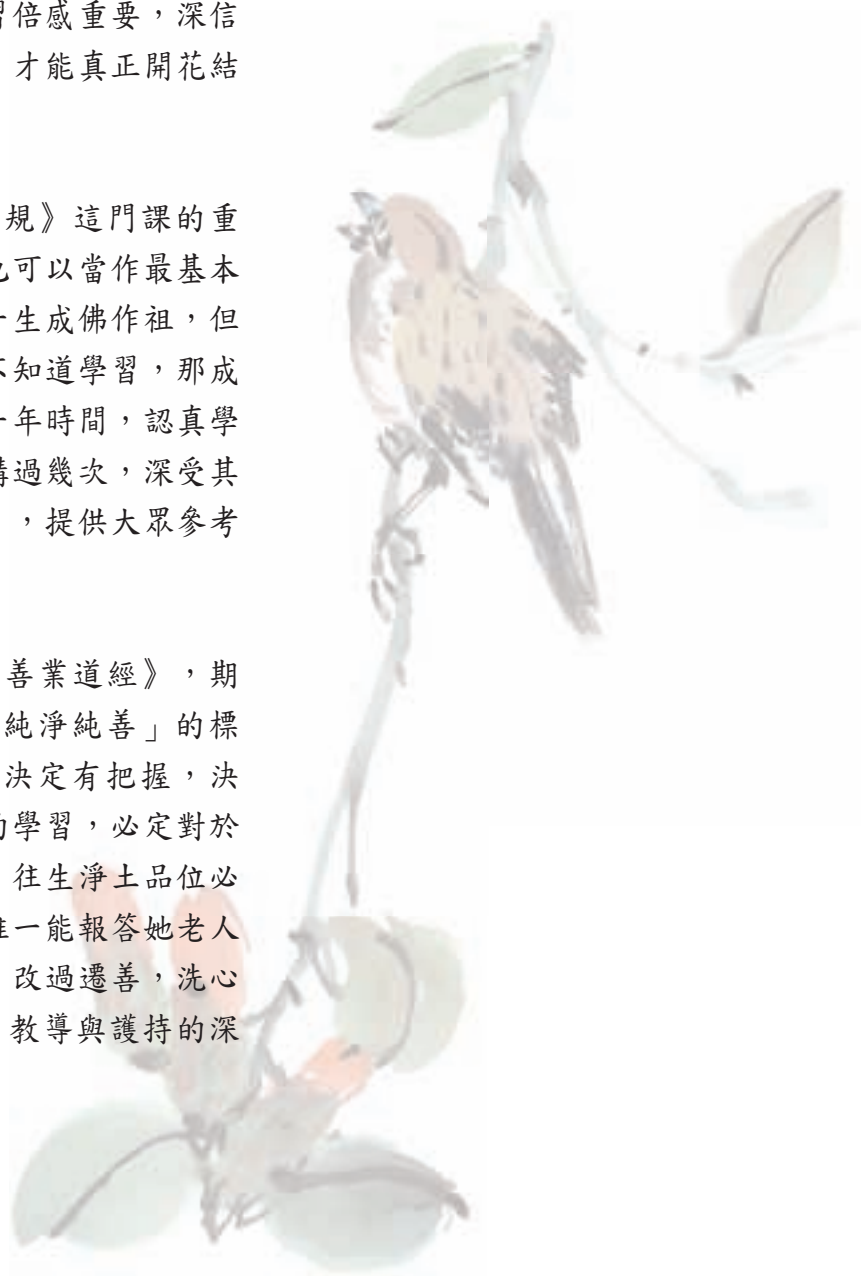 習倍感重要，深信
，才能真正開花結
規》這門課的重
也可以當作最基本
一生成佛作祖，但
不知道學習，那成
一年時間，認真學
講過幾次，深受其
，提供大眾參考
善業道經》，期
純淨純善」的標
決定有把握，決
的學習，必定對於
往生淨土品位必
唯一能報答她老人
改過遷善，洗心
教導與護持的深